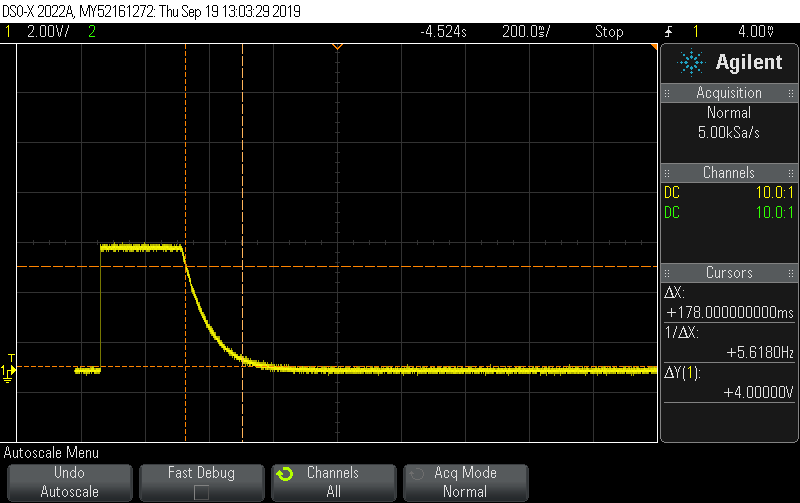 DSO-X 2022A, MY52161272: Thu Sep 19 13:03:29 2019
1 2.00V/ 2 -4.524s 200.0ms/ Stop 1 4.00V
Agilent
Acquisition
Normal
5.00kSa/s
Channels
DC 10.0:1
DC 10.0:1
Cursors
ΔX:
+178.000000000ms
1/ΔX:
+5.6180Hz
ΔY(1):
+4.00000V
T
1
Autoscale Menu
Undo
Autoscale
Fast Debug
Channels
All
Acq Mode
Normal